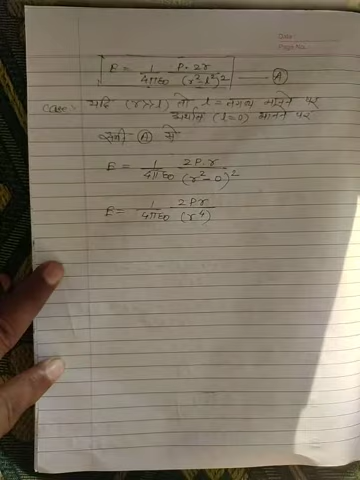 Date:
Page No.
E = 1/4πε0 P·2r/(r²-l²)² —— Ⓐ
Case:- यदि (r>>l) तो l = नगण्य मानने पर
अर्थात (l=0) मानने पर
समी Ⓐ से
E = 1/4πε0 2P·r/(r²-0)²
E = 1/4πε0 2Pr/(r⁴)